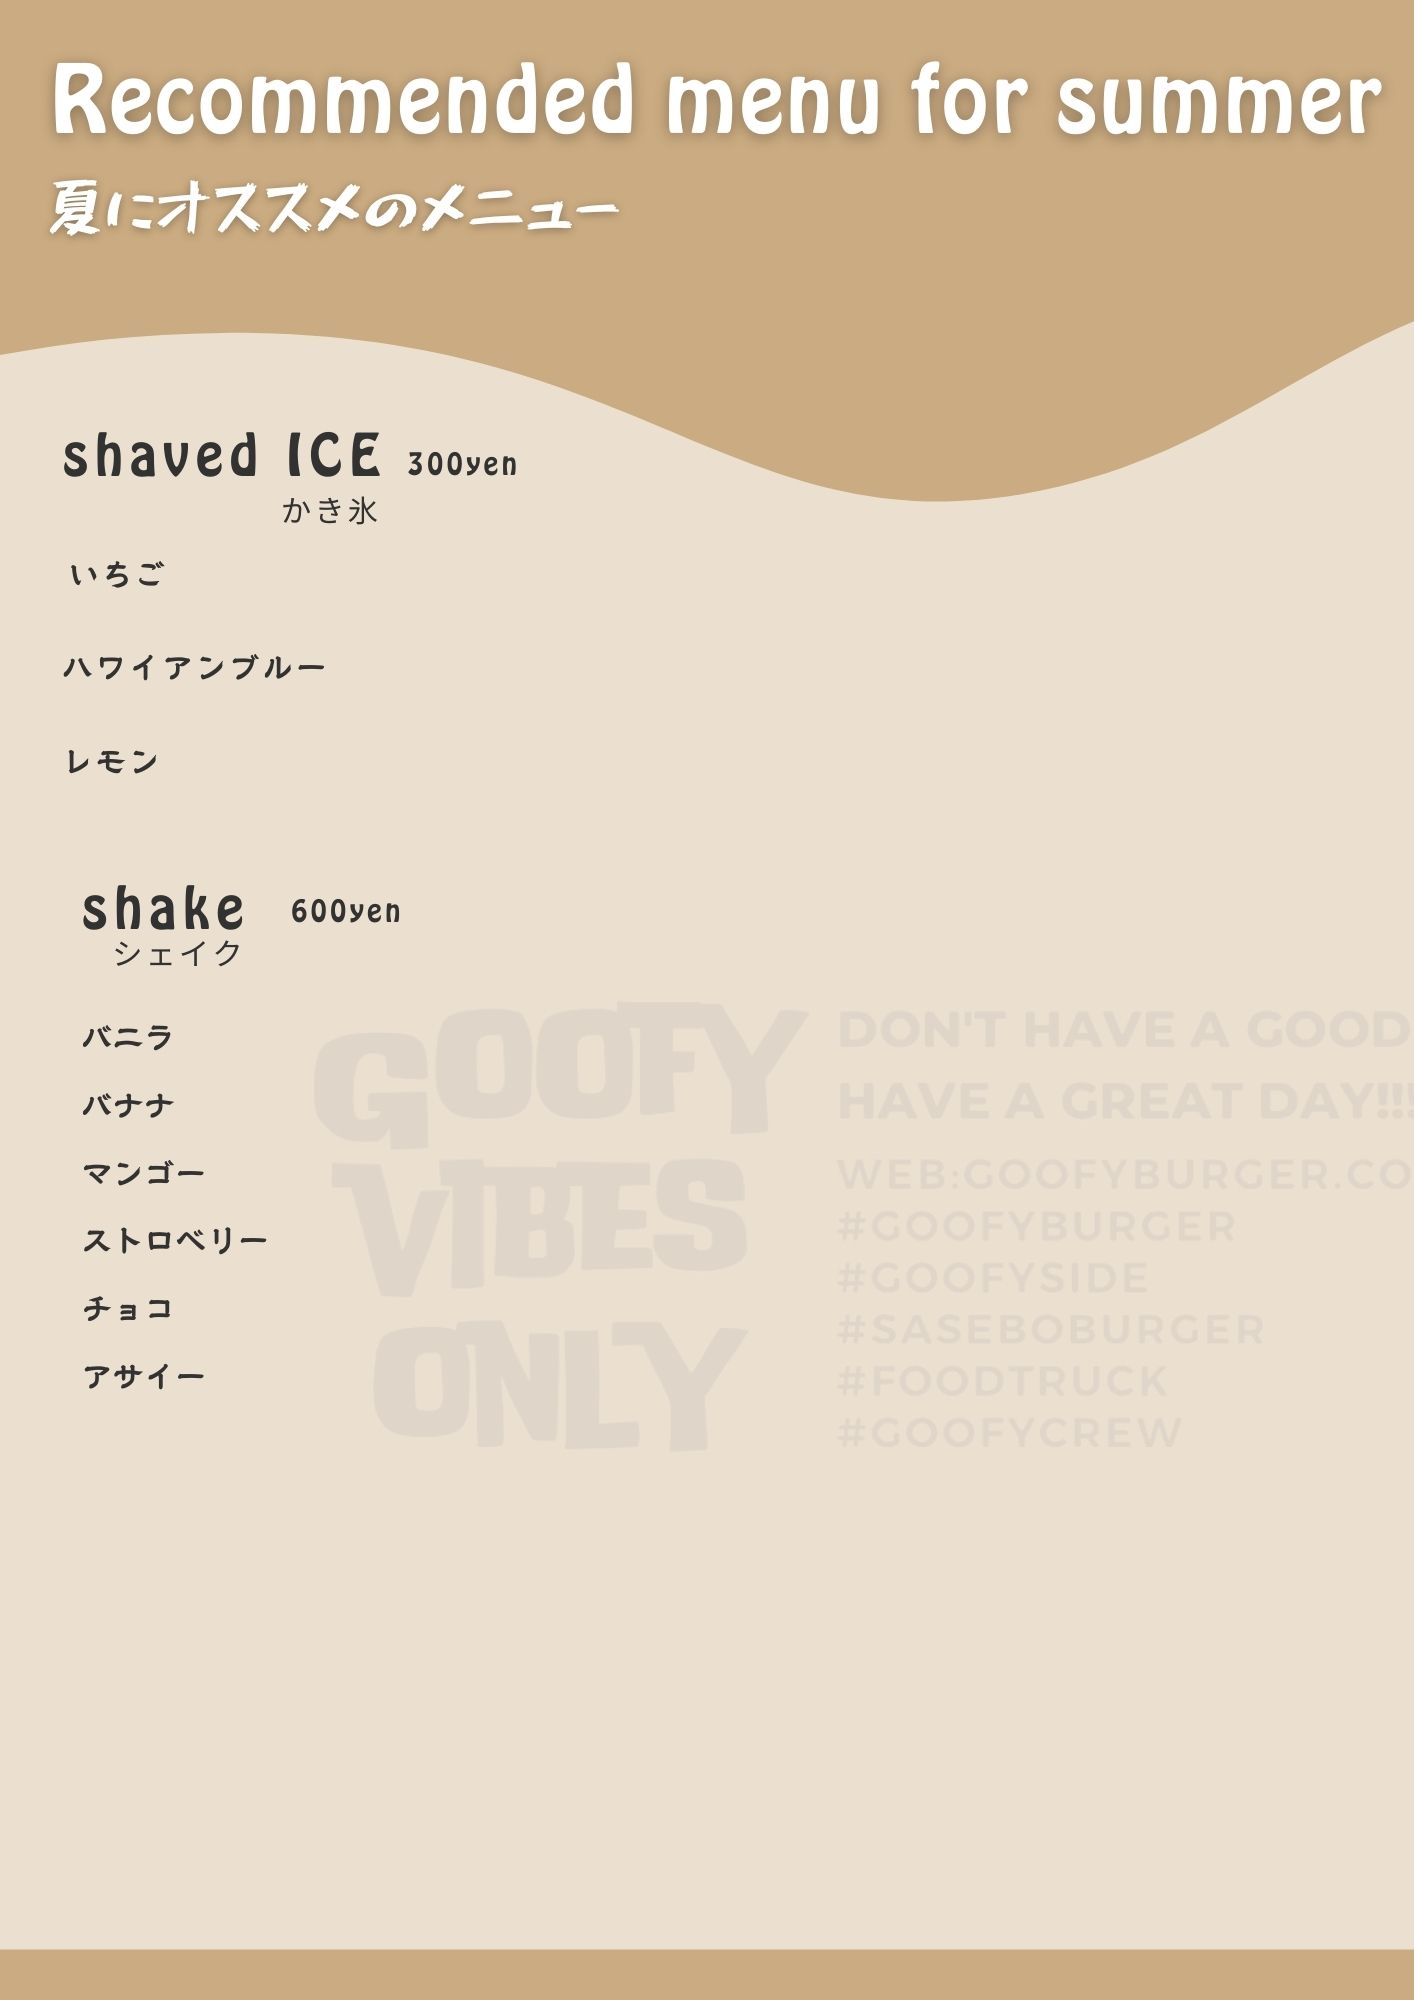 Recommended menu for summer
夏にオススメのメニュー
shaved ICE 300yen
かき氷
いちご
ハワイアンブルー
レモン
shake 600yen
シェイク
バニラ
バナナ
マンゴー
ストロベリー
チョコ
アサイー
GOOFY
VIBES
ONLY
DON'T HAVE A GOOD
HAVE A GREAT DAY!!!
WEB:GOOFYBURGER.CO
#GOOFYBURGER
#GOOFYSIDE
#SASEBOBURGER
#FOODTRUCK
#GOOFYCREW